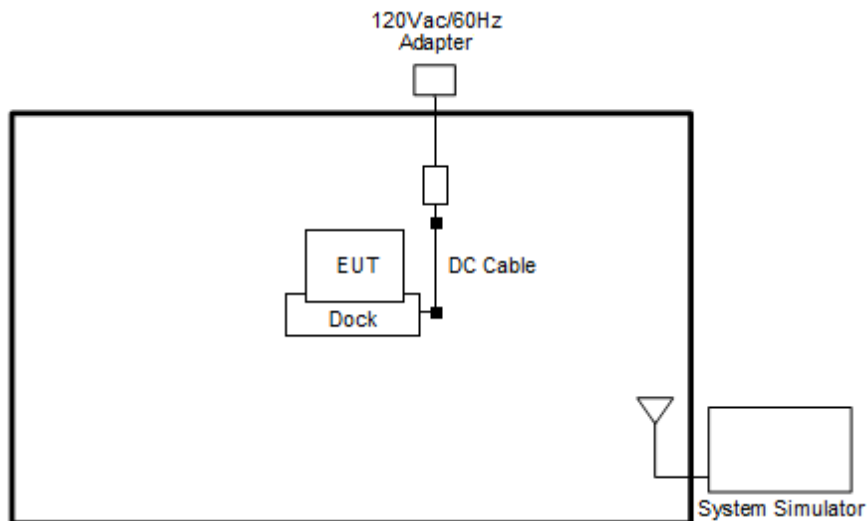 120Vac/60Hz
Adapter
EUT
DC Cable
Dock
System Simulator